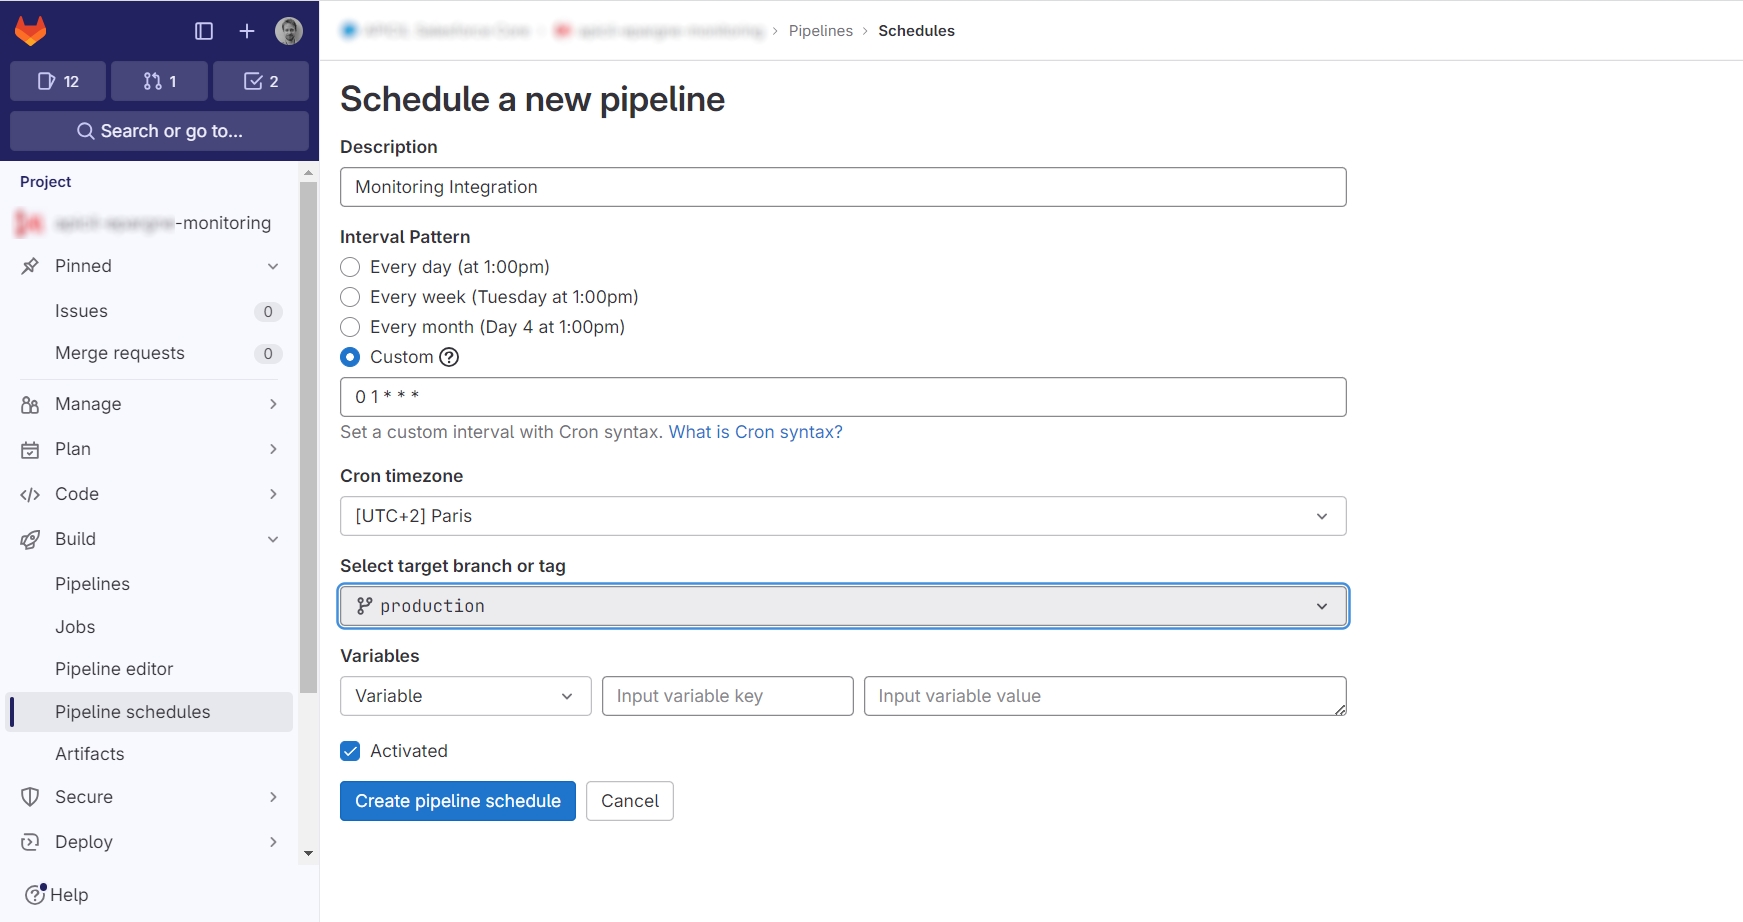 12
1
2
Search or go to...
Project
-monitoring
Pinned
Issues 0
Merge requests 0
Manage
Plan
Code
Build
Pipelines
Jobs
Pipeline editor
Pipeline schedules
Artifacts
Secure
Deploy
Help
Pipelines > Schedules
Schedule a new pipeline
Description
Monitoring Integration
Interval Pattern
Every day (at 1:00pm)
Every week (Tuesday at 1:00pm)
Every month (Day 4 at 1:00pm)
Custom
0 1 * * *
Set a custom interval with Cron syntax. What is Cron syntax?
Cron timezone
[UTC+2] Paris
Select target branch or tag
production
Variables
Variable
Input variable key
Input variable value
Activated
Create pipeline schedule
Cancel